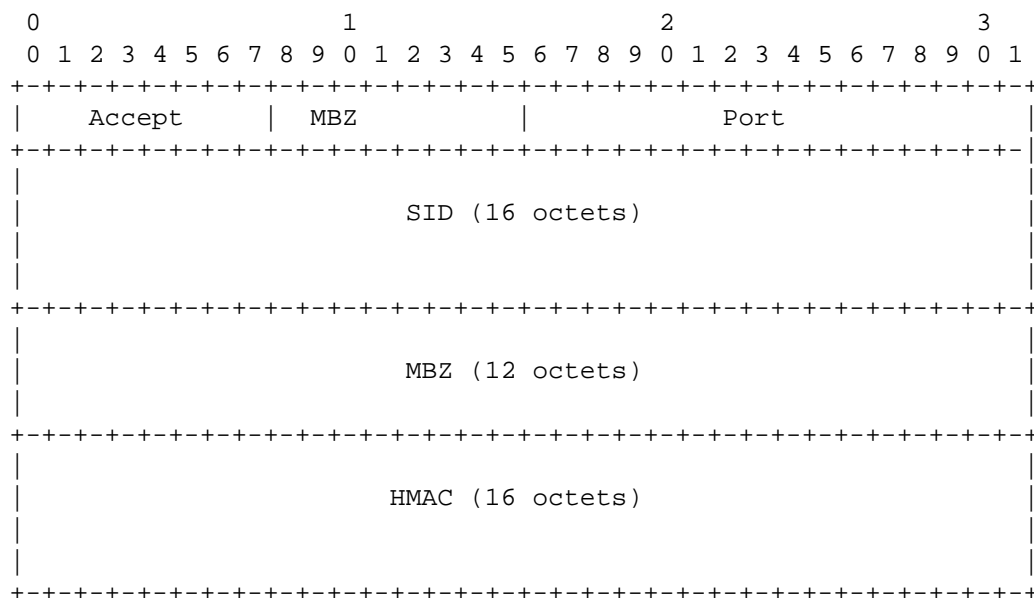 0                   1                   2                   3
 0 1 2 3 4 5 6 7 8 9 0 1 2 3 4 5 6 7 8 9 0 1 2 3 4 5 6 7 8 9 0 1
+-+-+-+-+-+-+-+-+-+-+-+-+-+-+-+-+-+-+-+-+-+-+-+-+-+-+-+-+-+-+-+-+
|    Accept     |  MBZ          |            Port               |
+-+-+-+-+-+-+-+-+-+-+-+-+-+-+-+-+-+-+-+-+-+-+-+-+-+-+-+-+-+-+-+-|
|                                                               |
|                        SID (16 octets)                        |
|                                                               |
|                                                               |
+-+-+-+-+-+-+-+-+-+-+-+-+-+-+-+-+-+-+-+-+-+-+-+-+-+-+-+-+-+-+-+-+
|                                                               |
|                        MBZ (12 octets)                        |
|                                                               |
+-+-+-+-+-+-+-+-+-+-+-+-+-+-+-+-+-+-+-+-+-+-+-+-+-+-+-+-+-+-+-+-+
|                                                               |
|                       HMAC (16 octets)                        |
|                                                               |
|                                                               |
+-+-+-+-+-+-+-+-+-+-+-+-+-+-+-+-+-+-+-+-+-+-+-+-+-+-+-+-+-+-+-+-+